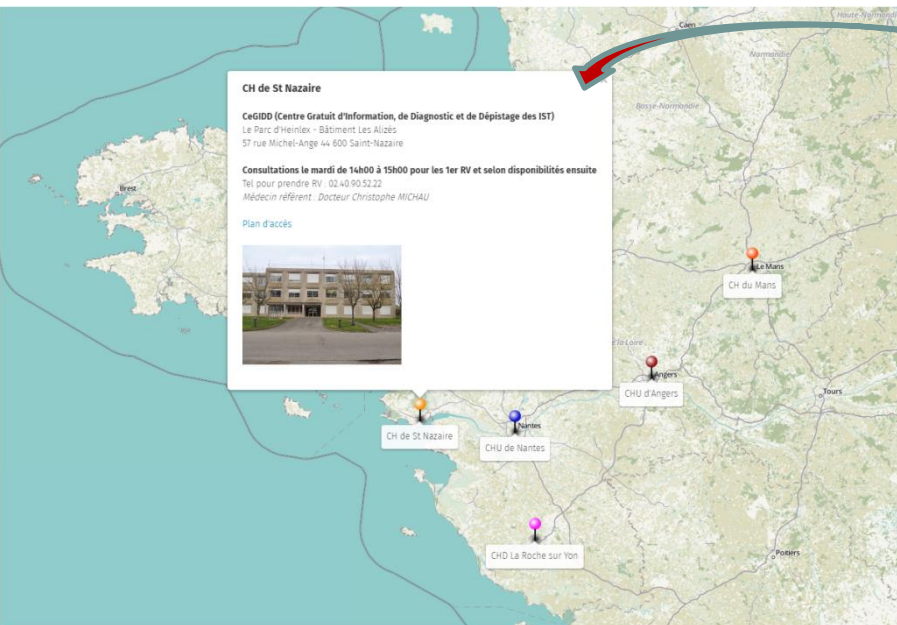 Haute-Normandie
Caen
Normandie
Basse-Normandie
CH de St Nazaire
CeGIDD (Centre Gratuit d'Information, de Diagnostic et de Dépistage des IST)
Le Parc d'Heinlex - Bâtiment Les Alizés
57 rue Michel-Ange 44 600 Saint-Nazaire
Consultations le mardi de 14h00 à 15h00 pour les 1er RV et selon disponibilités ensuite
Tel pour prendre RV : 02.40.90.52.22
Médecin référent : Docteur Christophe MICHAU
Plan d'accès
Brest
Le Mans
CH du Mans
la Loire
Angers
CHU d'Angers
Tours
CH de St Nazaire
Nantes
CHU de Nantes
CHD La Roche sur Yon
Poitiers